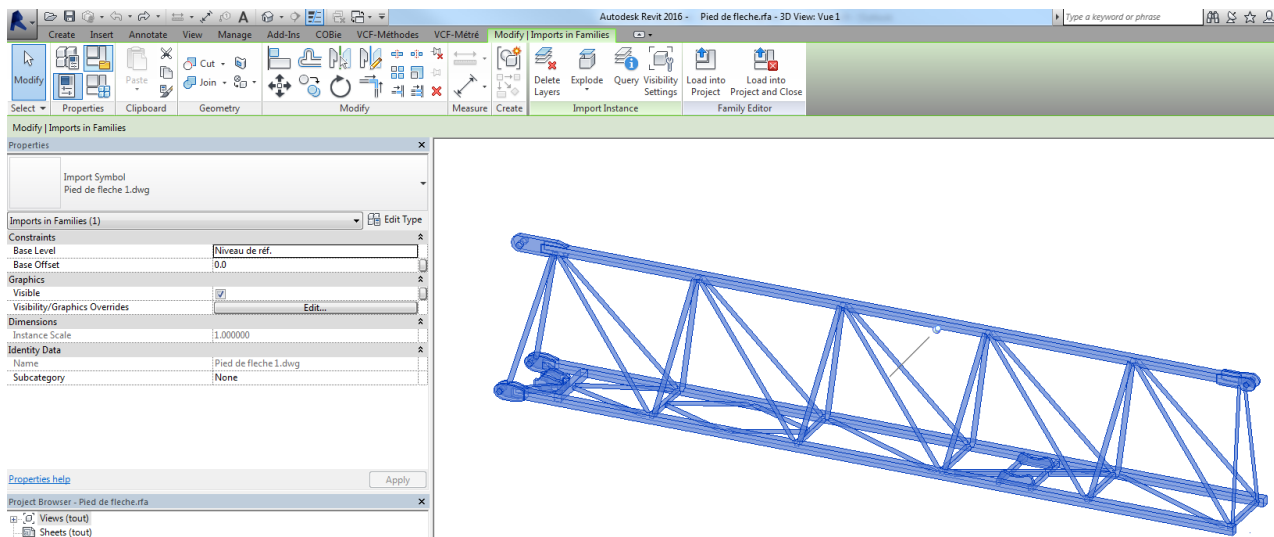 Autodesk Revit 2016 - Pied de fleche.rfa - 3D View: Vue 1
Type a keyword or phrase
Create Insert Annotate View Manage Add-Ins COBie VCF-Méthodes VCF-Métré Modify | Imports in Families
Modify
Paste
Cut
Join
Delete Layers
Explode
Query
Visibility Settings
Load into Project
Load into Project and Close
Select Properties Clipboard Geometry Modify Measure Create Import Instance Family Editor
Modify | Imports in Families
Properties
Import Symbol
Pied de fleche 1.dwg
Imports in Families (1) Edit Type
Constraints
Base Level Niveau de réf.
Base Offset 0.0
Graphics
Visible
Visibility/Graphics Overrides Edit...
Dimensions
Instance Scale 1.000000
Identity Data
Name Pied de fleche 1.dwg
Subcategory None
Properties help Apply
Project Browser - Pied de fleche.rfa
Views (tout)
Sheets (tout)